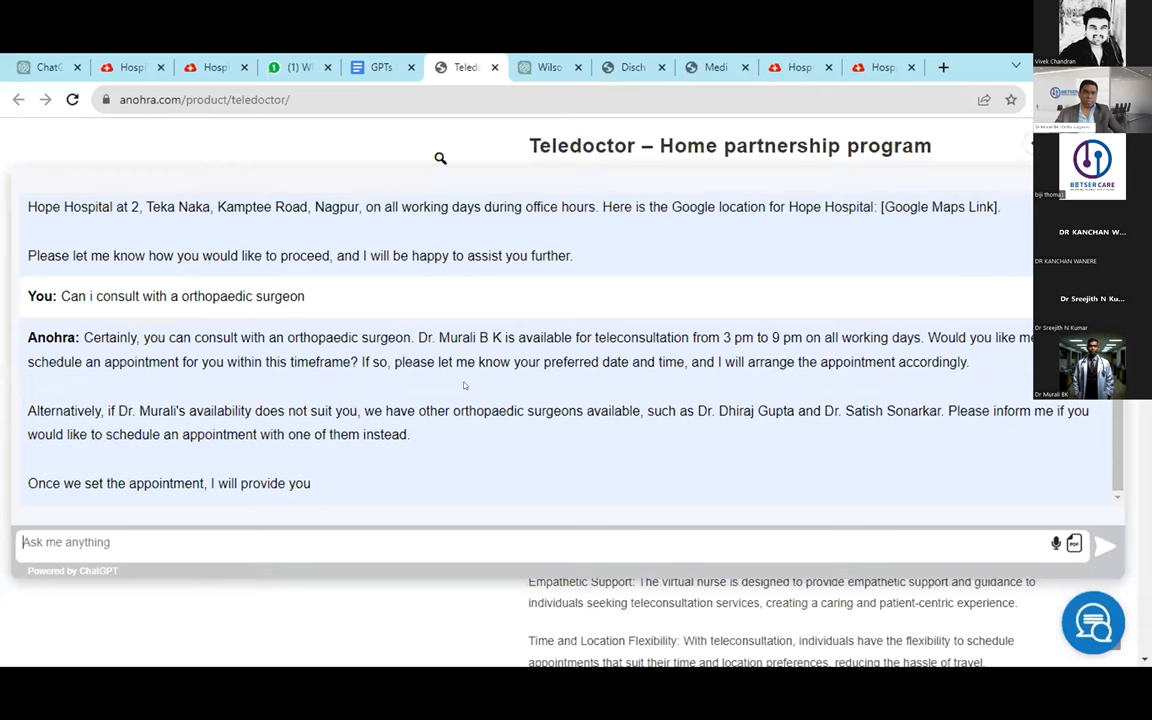 ChatG
Hospi
Hospi
(1) W
GPTs
Teled
Wilso
Disch
Medi
Hosp
Hosp
anohra.com/product/teledoctor/
Teledoctor – Home partnership program
Hope Hospital at 2, Teka Naka, Kamptee Road, Nagpur, on all working days during office hours. Here is the Google location for Hope Hospital: [Google Maps Link].
Please let me know how you would like to proceed, and I will be happy to assist you further.
You: Can i consult with a orthopaedic surgeon
Anohra: Certainly, you can consult with an orthopaedic surgeon. Dr. Murali B K is available for teleconsultation from 3 pm to 9 pm on all working days. Would you like me
schedule an appointment for you within this timeframe? If so, please let me know your preferred date and time, and I will arrange the appointment accordingly.
Alternatively, if Dr. Murali's availability does not suit you, we have other orthopaedic surgeons available, such as Dr. Dhiraj Gupta and Dr. Satish Sonarkar. Please inform me if you
would like to schedule an appointment with one of them instead.
Once we set the appointment, I will provide you
Ask me anything
PDF
Powered by ChatGPT
Empathetic Support: The virtual nurse is designed to provide empathetic support and guidance to
individuals seeking teleconsultation services, creating a caring and patient-centric experience.
Time and Location Flexibility: With teleconsultation, individuals have the flexibility to schedule
appointments that suit their time and location preferences, reducing the hassle of travel.
Vivek Chandran
Dr Murali BK
BETSER CARE
biji thomas
DR KANCHAN W...
DR KANCHAN WANERE
Dr Sreejith N Ku...
Dr Sreejith N Kumar
Dr Murali BK